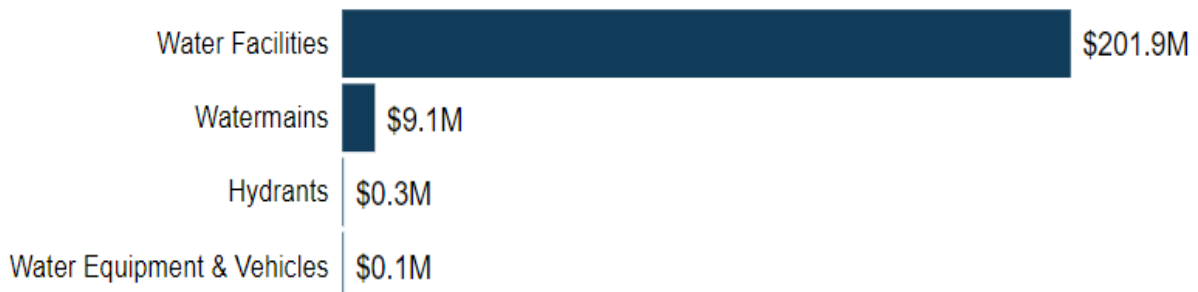 Water Facilities $201.9M
Watermains $9.1M
Hydrants $0.3M
Water Equipment & Vehicles $0.1M